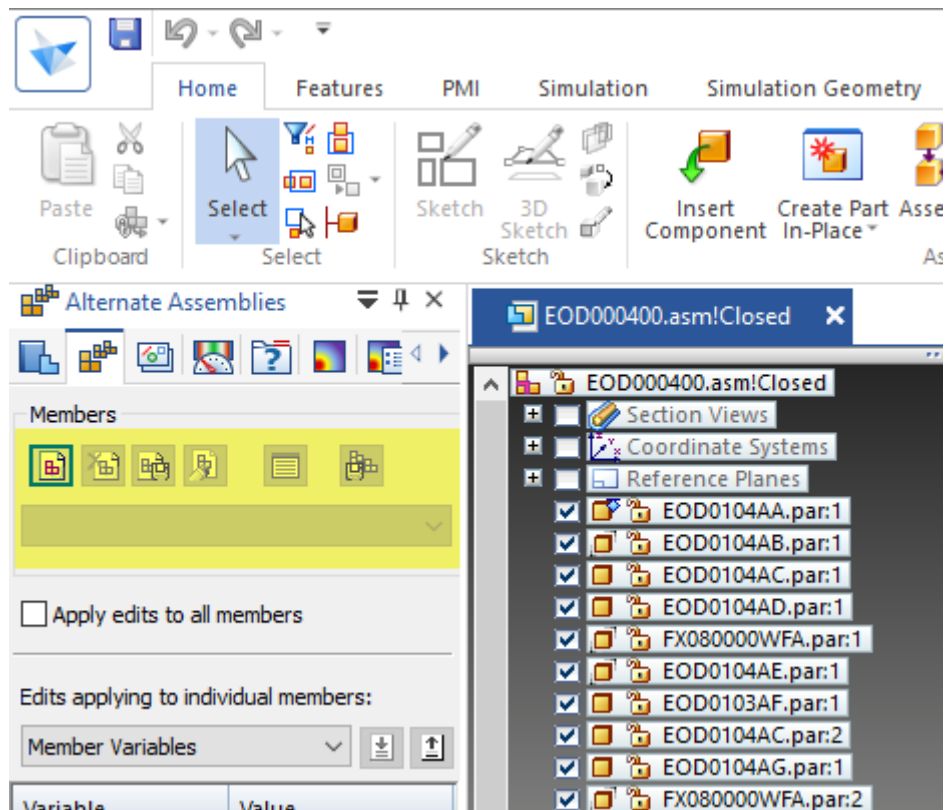 Home Features PMI Simulation Simulation Geometry
Paste
Select
Sketch
3D Sketch
Insert Component
Create Part In-Place
Asse
Clipboard Select Sketch As
Alternate Assemblies
EOD000400.asm!Closed
Members
Apply edits to all members
Edits applying to individual members:
Member Variables
Variable Value
EOD000400.asm!Closed
Section Views
Coordinate Systems
Reference Planes
EOD0104AA.par:1
EOD0104AB.par:1
EOD0104AC.par:1
EOD0104AD.par:1
FX080000WFA.par:1
EOD0104AE.par:1
EOD0103AF.par:1
EOD0104AC.par:2
EOD0104AG.par:1
FX080000WFA.par:2